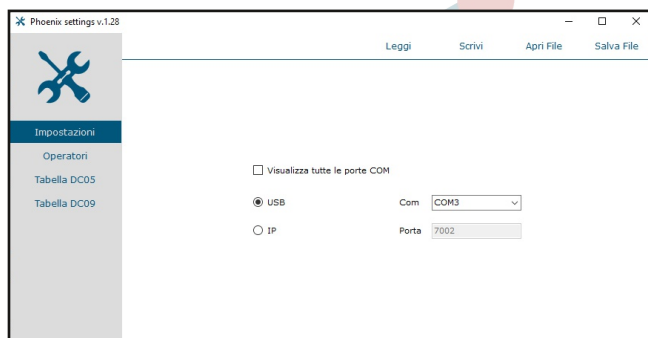 Phoenix settings v.1.28
Leggi Scrivi Apri File Salva File
Impostazioni
Operatori
Tabella DC05
Tabella DC09
Visualizza tutte le porte COM
USB Com COM3
IP Porta 7002